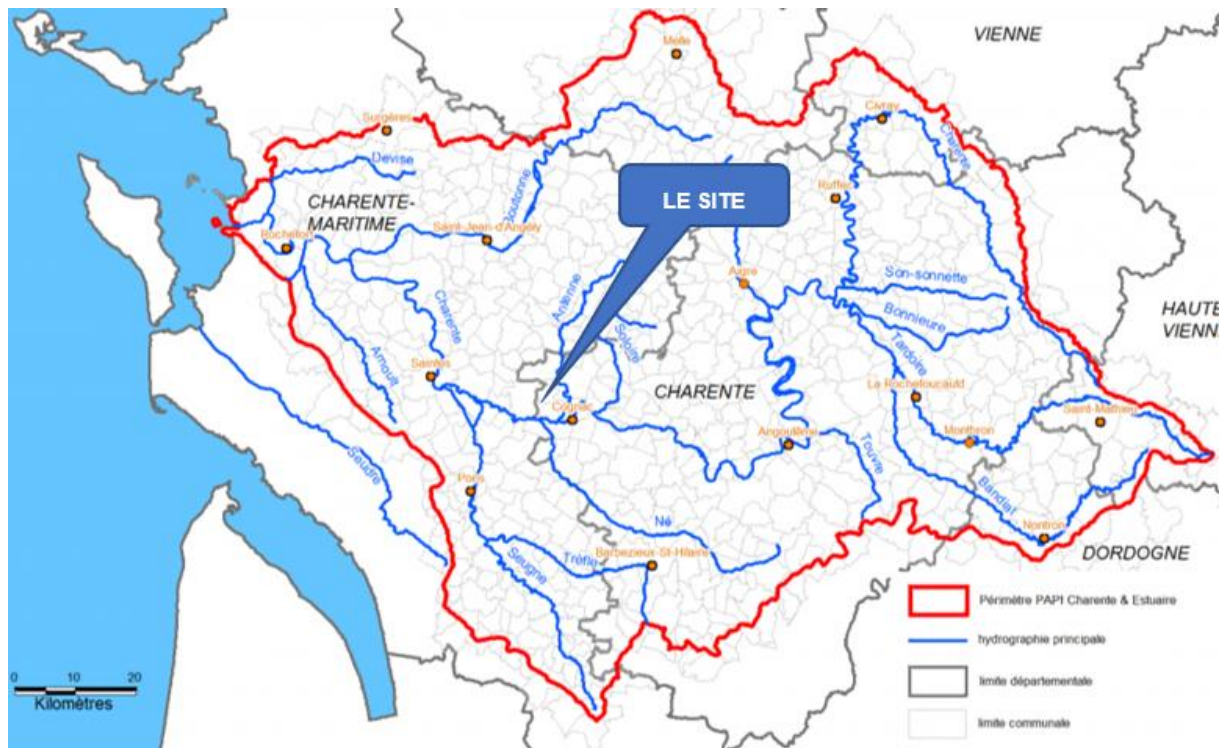 VIENNE
Melle
Civray
Charente
Surgères
Devise
Boutonne
LE SITE
Ruffec
CHARENTE-
MARITIME
Saint-Jean-d'Angely
Rochefort
Aigre
Son-sonnette
Antenne
Bonnieure
HAUTE
VIENNE
Charente
Soloire
Tardoire
Arnoult
Saintes
CHARENTE
La Rochefoucauld
Cognac
Saint-Mathieu
Angoulême
Montbron
Touvre
Seudre
Pons
Bandiat
Né
Nontron
Trèfle
Barbezieux-St-Hilaire
Seugne
DORDOGNE
Périmètre PAPI Charente & Estuaire
hydrographie principale
0 10 20
Kilomètres
limite départementale
limite communale